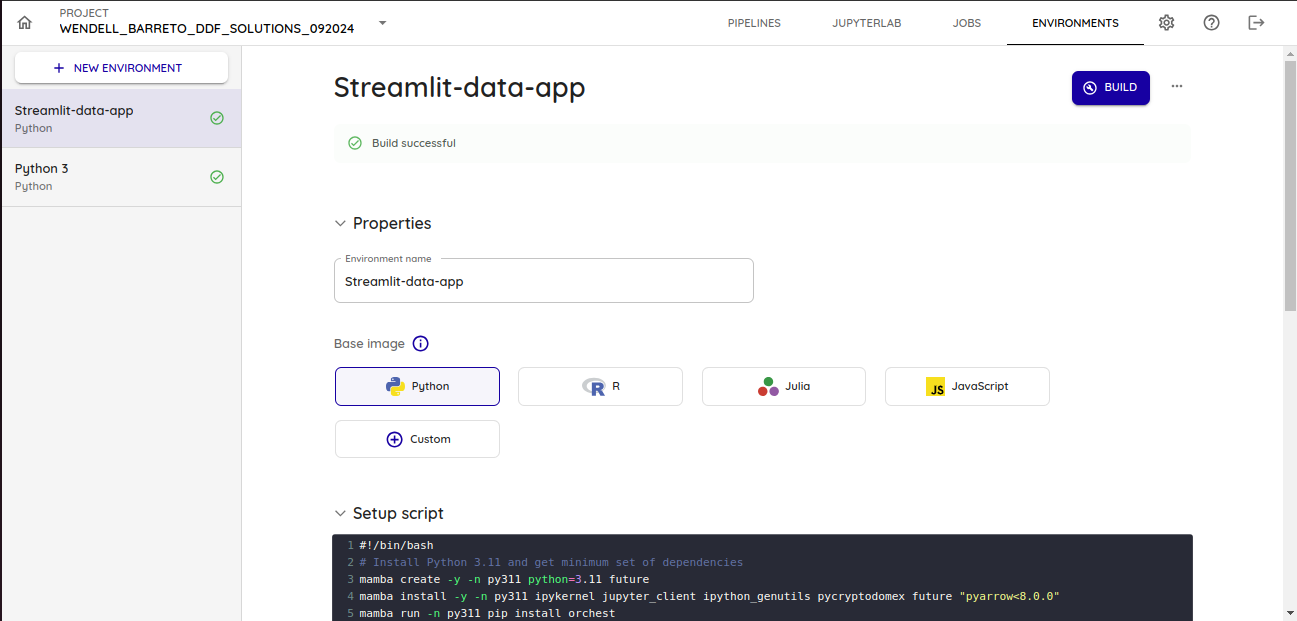 PROJECT
WENDELL_BARRETO_DDF_SOLUTIONS_092024
PIPELINES JUPYTERLAB JOBS ENVIRONMENTS
+ NEW ENVIRONMENT
Streamlit-data-app
Python
Python 3
Python
Streamlit-data-app
BUILD
...
Build successful
Properties
Environment name
Streamlit-data-app
Base image
Python R Julia JS JavaScript
Custom
Setup script
1 #!/bin/bash
2 # Install Python 3.11 and get minimum set of dependencies
3 mamba create -y -n py311 python=3.11 future
4 mamba install -y -n py311 ipykernel jupyter_client ipython_genutils pycryptodomex future "pyarrow<8.0.0"
5 mamba run -n py311 pip install orchest